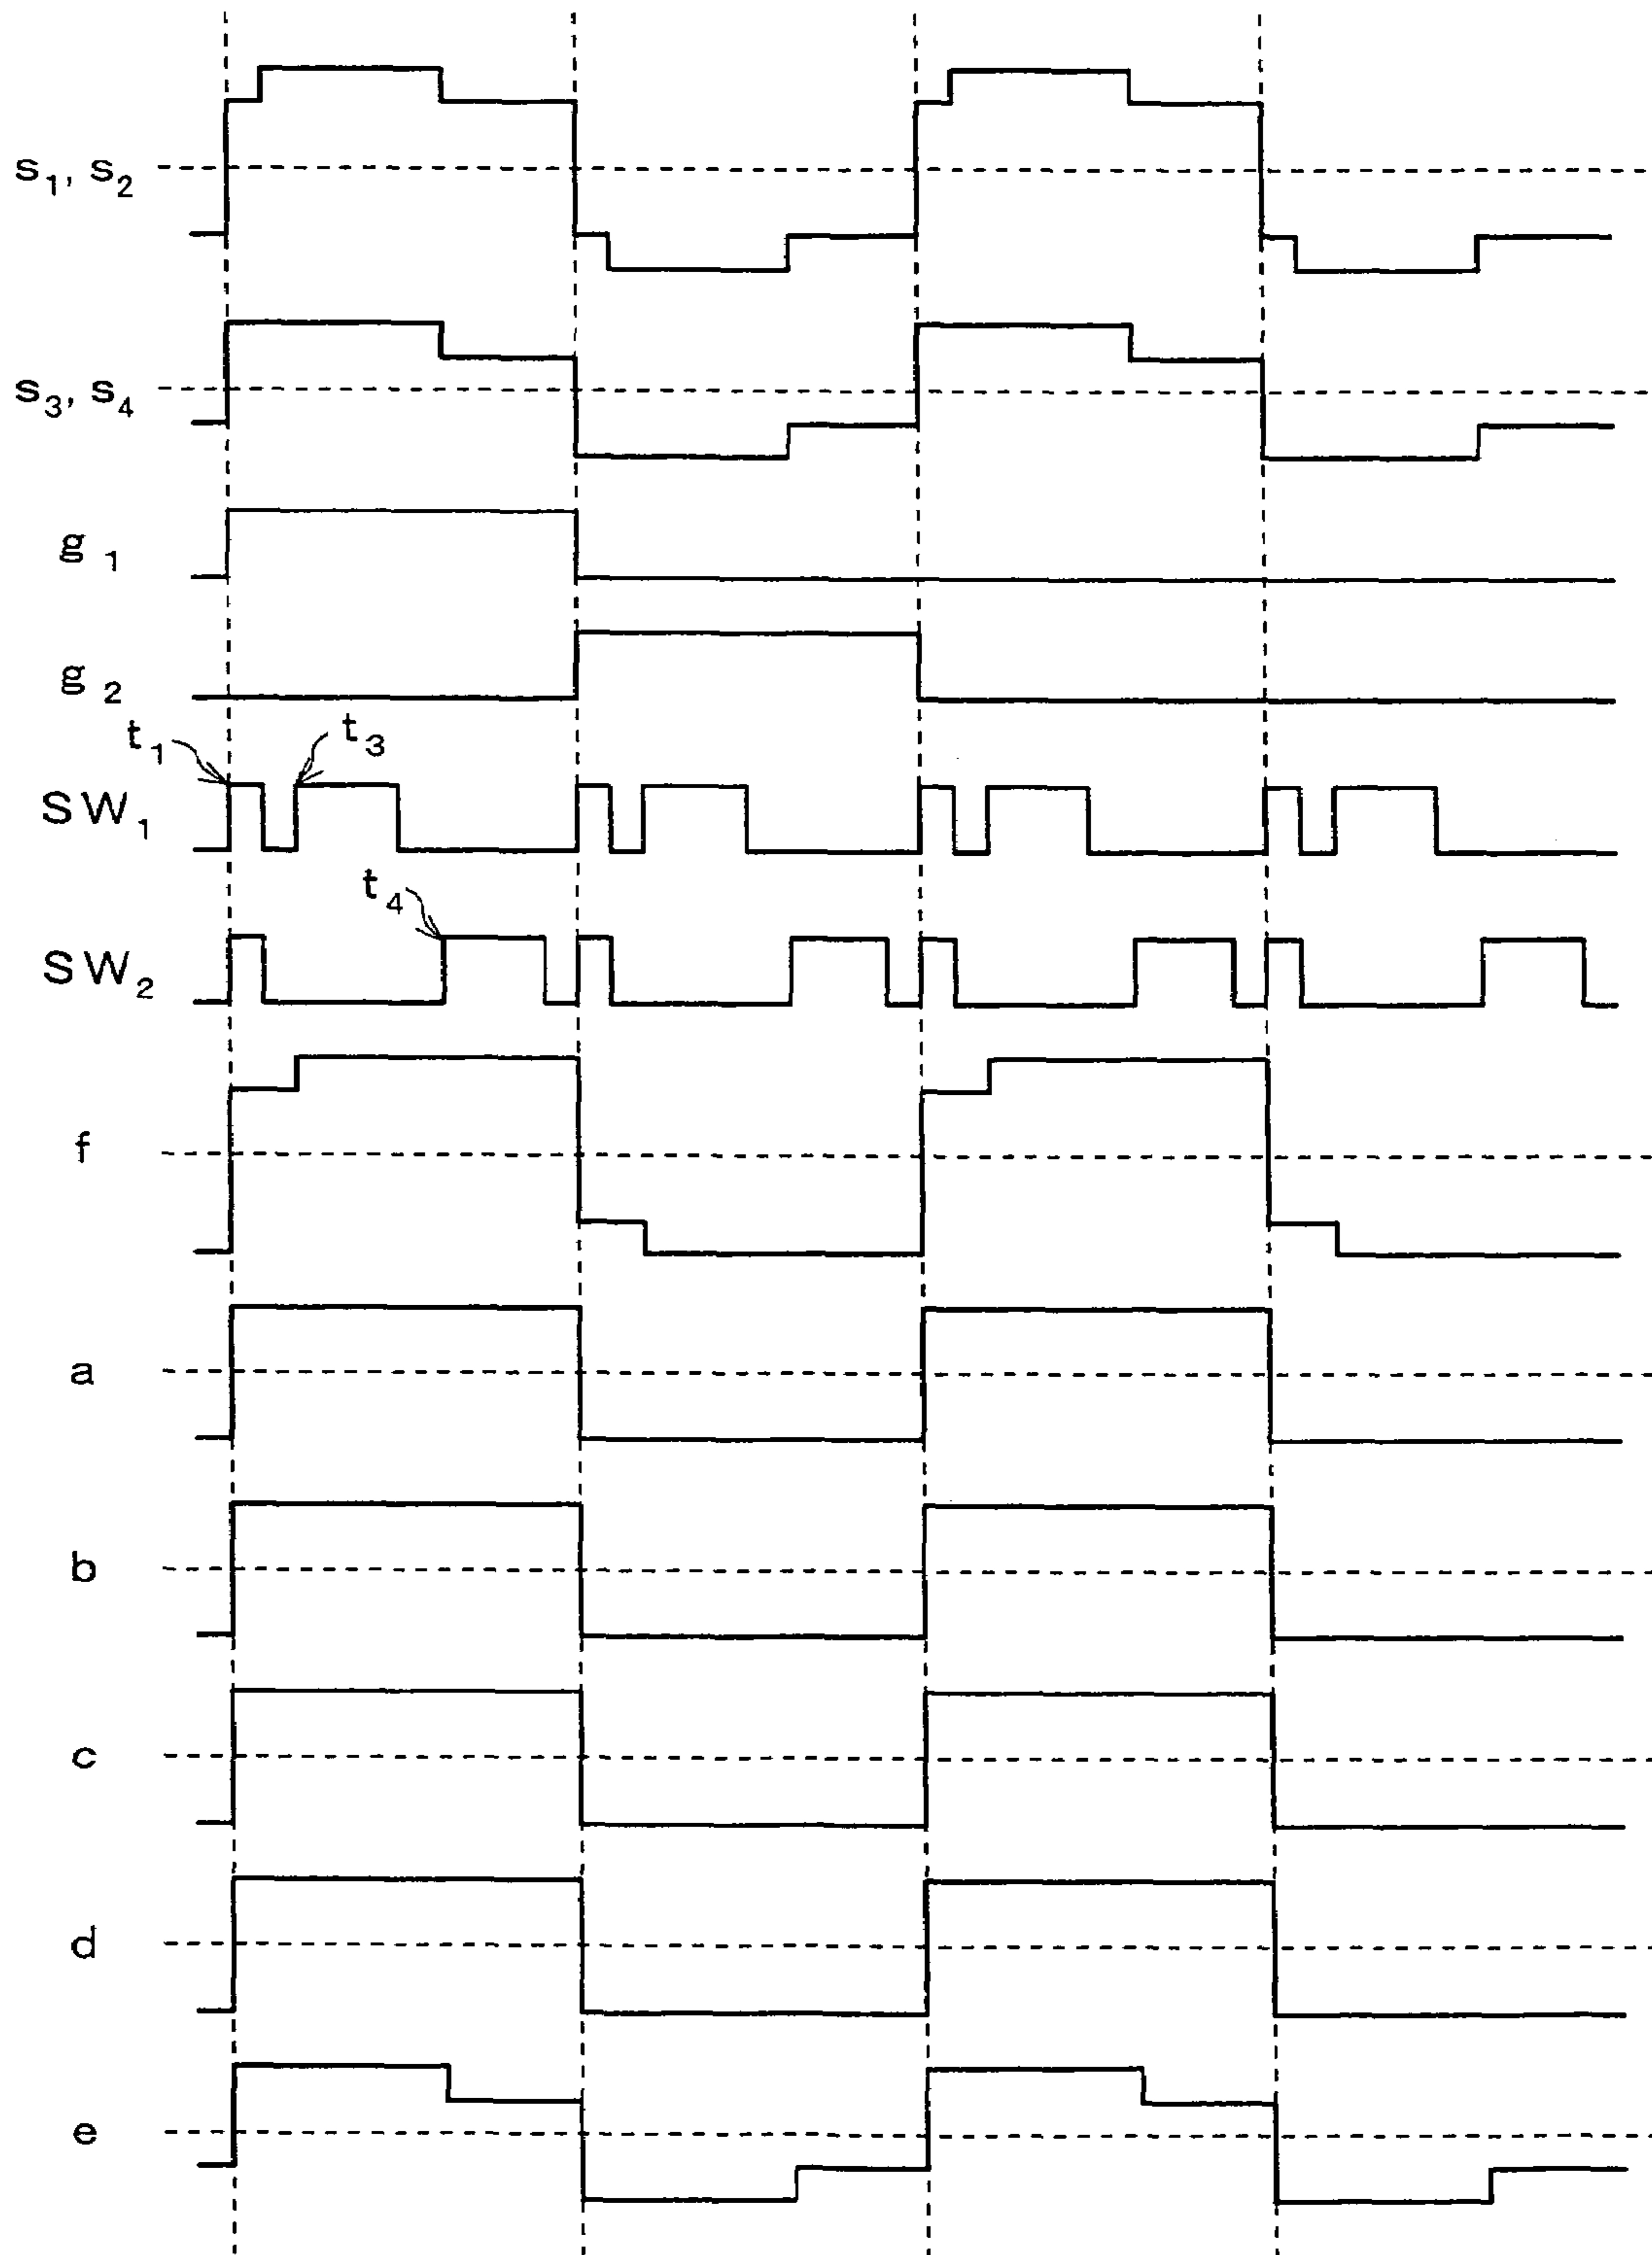 s₁, s₂
s₃, s₄
g₁
g₂
t₁
t₃
SW₁
t₄
SW₂
f
a
b
c
d
e